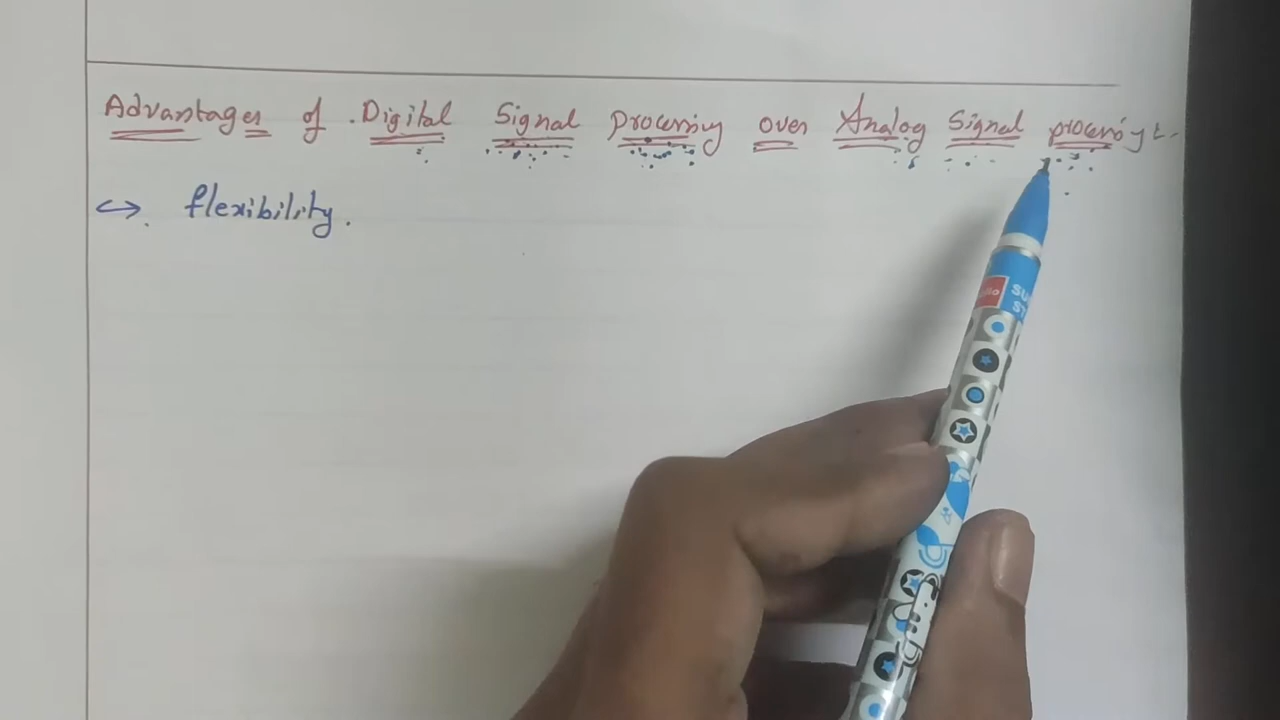 Advantages of Digital Signal Processing over Analog Signal processing:-
↔ flexibility.